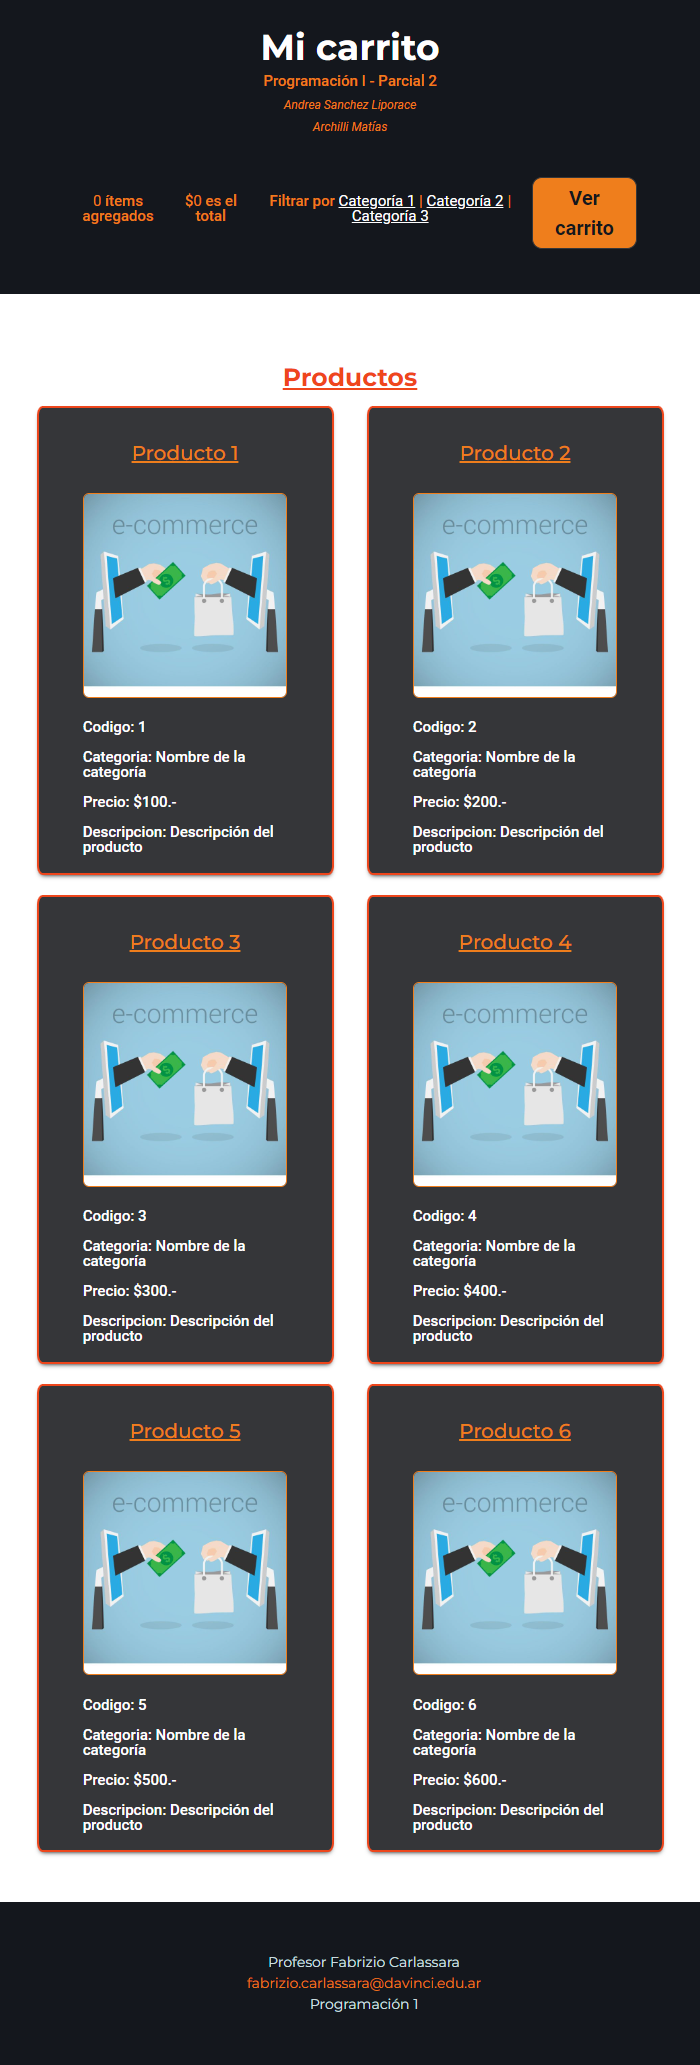 Mi carrito
Programación I - Parcial 2
Andrea Sanchez Liporace
Archilli Matías
0 ítems
agregados
$0 es el
total
Filtrar por Categoría 1 | Categoría 2 |
Categoría 3
Ver
carrito
Productos
Producto 1
e-commerce
Codigo: 1
Categoria: Nombre de la
categoría
Precio: $100.-
Descripcion: Descripción del
producto
Producto 2
e-commerce
Codigo: 2
Categoria: Nombre de la
categoría
Precio: $200.-
Descripcion: Descripción del
producto
Producto 3
e-commerce
Codigo: 3
Categoria: Nombre de la
categoría
Precio: $300.-
Descripcion: Descripción del
producto
Producto 4
e-commerce
Codigo: 4
Categoria: Nombre de la
categoría
Precio: $400.-
Descripcion: Descripción del
producto
Producto 5
e-commerce
Codigo: 5
Categoria: Nombre de la
categoría
Precio: $500.-
Descripcion: Descripción del
producto
Producto 6
e-commerce
Codigo: 6
Categoria: Nombre de la
categoría
Precio: $600.-
Descripcion: Descripción del
producto
Profesor Fabrizio Carlassara
fabrizio.carlassara@davinci.edu.ar
Programación 1